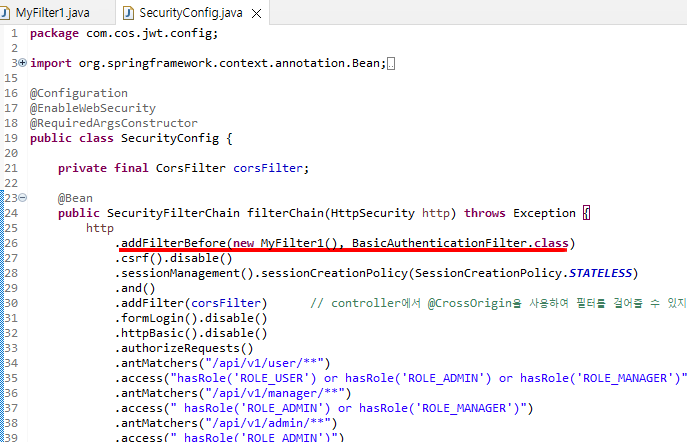 MyFilter1.java SecurityConfig.java
1 package com.cos.jwt.config;
2
3 import org.springframework.context.annotation.Bean;
15
16 @Configuration
17 @EnableWebSecurity
18 @RequiredArgsConstructor
19 public class SecurityConfig {
20
21 private final CorsFilter corsFilter;
22
23 @Bean
24 public SecurityFilterChain filterChain(HttpSecurity http) throws Exception {
25 http
26 .addFilterBefore(new MyFilter1(), BasicAuthenticationFilter.class)
27 .csrf().disable()
28 .sessionManagement().sessionCreationPolicy(SessionCreationPolicy.STATELESS)
29 .and()
30 .addFilter(corsFilter) // controller에서 @CrossOrigin을 사용하여 필터를 걸어줄 수 있지
31 .formLogin().disable()
32 .httpBasic().disable()
33 .authorizeRequests()
34 .antMatchers("/api/v1/user/**")
35 .access("hasRole('ROLE_USER') or hasRole('ROLE_ADMIN') or hasRole('ROLE_MANAGER')"
36 .antMatchers("/api/v1/manager/**")
37 .access(" hasRole('ROLE_ADMIN') or hasRole('ROLE_MANAGER')")
38 .antMatchers("/api/v1/admin/**")
39 .access(" hasRole('ROLE_ADMIN')")